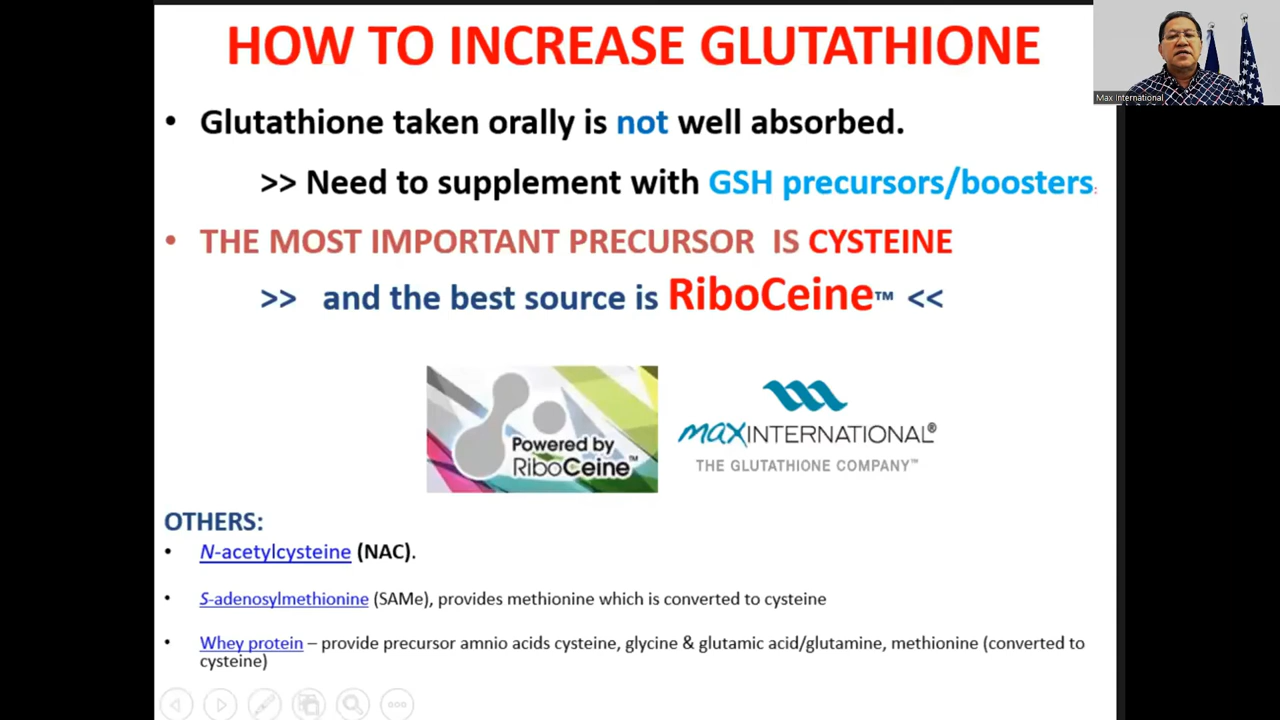 HOW TO INCREASE GLUTATHIONE
Max International
• Glutathione taken orally is not well absorbed.
>> Need to supplement with GSH precursors/boosters.
• THE MOST IMPORTANT PRECURSOR IS CYSTEINE
>> and the best source is RiboCeine™ <<
Powered by
RiboCeine™
maxINTERNATIONAL®
THE GLUTATHIONE COMPANY™
OTHERS:
• N-acetylcysteine (NAC).
• S-adenosylmethionine (SAMe), provides methionine which is converted to cysteine
• Whey protein – provide precursor amnio acids cysteine, glycine & glutamic acid/glutamine, methionine (converted to
cysteine)